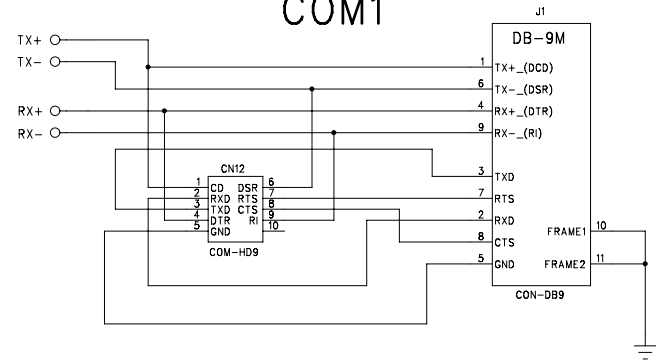 COM1
J1
DB-9M
TX+
TX-
RX+
RX-
1 TX+_(DCD)
6 TX-_(DSR)
4 RX+_(DTR)
9 RX-_(RI)
3 TXD
7 RTS
2 RXD
8 CTS
5 GND
FRAME1 10
FRAME2 11
CON-DB9
CN12
1 CD DSR 6
2 RXD RTS 7
3 TXD CTS 8
4 DTR RI 9
5 GND 10
COM-HD9